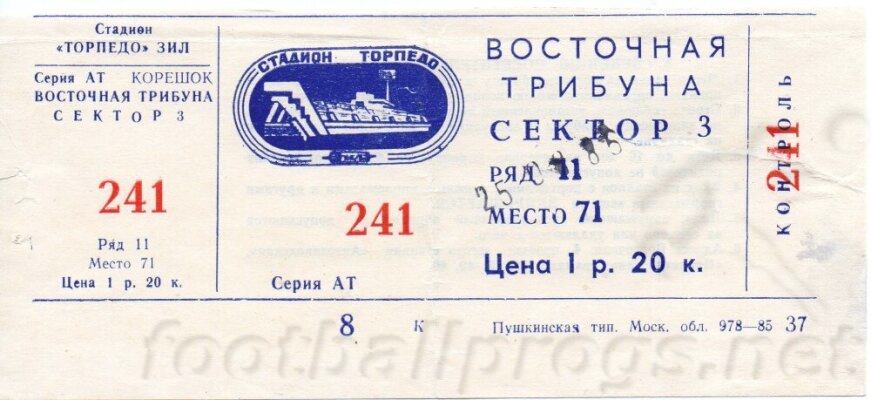 Стадион
«ТОРПЕДО» ЗИЛ
Серия АТ КОРЕШОК
ВОСТОЧНАЯ ТРИБУНА
СЕКТОР 3
241
Ряд 11
Место 71
Цена 1 р. 20 к.
СТАДИОН ТОРПЕДО
ЗИЛ
241
Серия АТ
ВОСТОЧНАЯ
ТРИБУНА
СЕКТОР 3
РЯД 11
МЕСТО 71
Цена 1 р. 20 к.
КОНТРОЛЬ
241
8 К Пушкинская тип. Моск. обл. 978—85 37
footballprogs.net